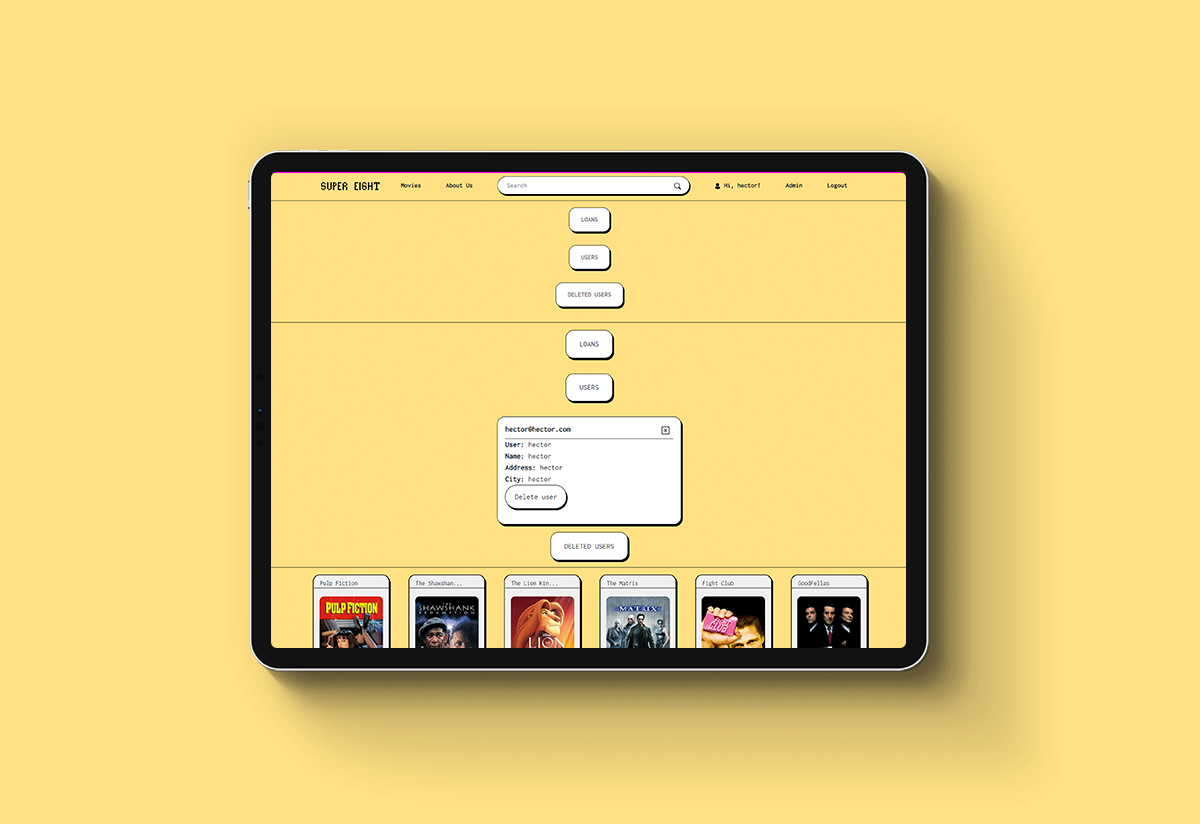 SUPER EIGHT Movies About Us Search Hi, hector! Admin Logout
LOANS
USERS
DELETED USERS
LOANS
USERS
hector@hector.com
User: hector
Name: hector
Address: hector
City: hector
Delete user
DELETED USERS
Pulp Fiction The Shawshan... The Lion Kin... The Matrix Fight Club GoodFellas
PULP FICTION
THE SHAWSHANK REDEMPTION
LION
MATRIX
FIGHT CLUB